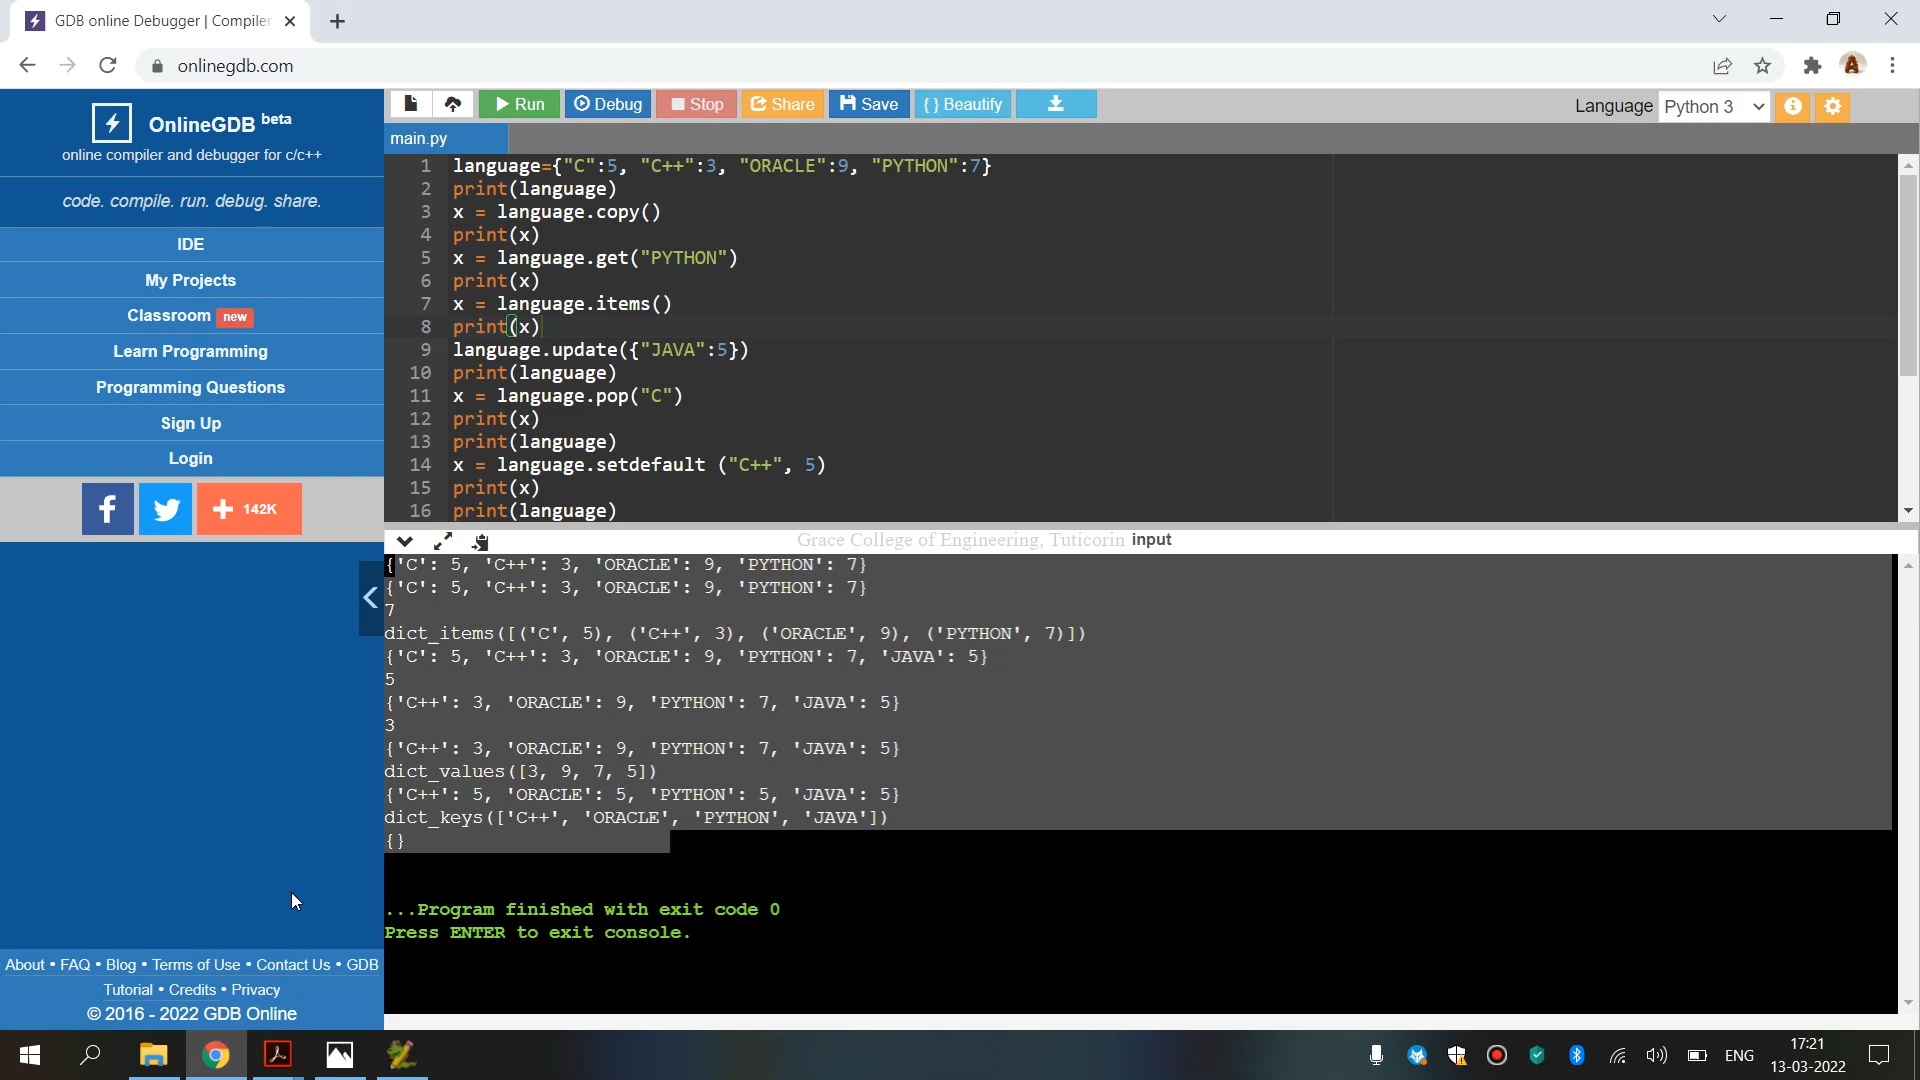 GDB online Debugger | Compiler
onlinegdb.com
OnlineGDB beta
online compiler and debugger for c/c++
code. compile. run. debug. share.
IDE
My Projects
Classroom new
Learn Programming
Programming Questions
Sign Up
Login
f
142K
About • FAQ • Blog • Terms of Use • Contact Us • GDB
Tutorial • Credits • Privacy
© 2016 - 2022 GDB Online
Run Debug Stop Share Save { } Beautify
Language Python 3
main.py
1 language={"C":5, "C++":3, "ORACLE":9, "PYTHON":7}
2 print(language)
3 x = language.copy()
4 print(x)
5 x = language.get("PYTHON")
6 print(x)
7 x = language.items()
8 print(x)
9 language.update({"JAVA":5})
10 print(language)
11 x = language.pop("C")
12 print(x)
13 print(language)
14 x = language.setdefault ("C++", 5)
15 print(x)
16 print(language)
Grace College of Engineering, Tuticorin input
{'C': 5, 'C++': 3, 'ORACLE': 9, 'PYTHON': 7}
{'C': 5, 'C++': 3, 'ORACLE': 9, 'PYTHON': 7}
7
dict_items([('C', 5), ('C++', 3), ('ORACLE', 9), ('PYTHON', 7)])
{'C': 5, 'C++': 3, 'ORACLE': 9, 'PYTHON': 7, 'JAVA': 5}
5
{'C++': 3, 'ORACLE': 9, 'PYTHON': 7, 'JAVA': 5}
3
{'C++': 3, 'ORACLE': 9, 'PYTHON': 7, 'JAVA': 5}
dict_values([3, 9, 7, 5])
{'C++': 5, 'ORACLE': 5, 'PYTHON': 5, 'JAVA': 5}
dict_keys(['C++', 'ORACLE', 'PYTHON', 'JAVA'])
{}
...Program finished with exit code 0
Press ENTER to exit console.
ENG
17:21
13-03-2022